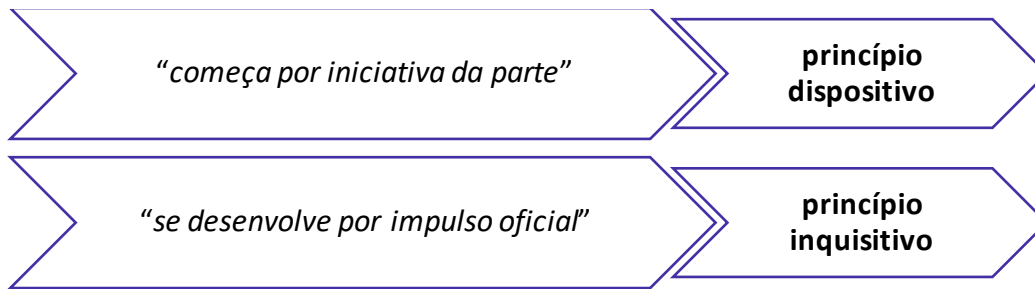 “começa por iniciativa da parte”
princípio
dispositivo
“se desenvolve por impulso oficial”
princípio
inquisitivo